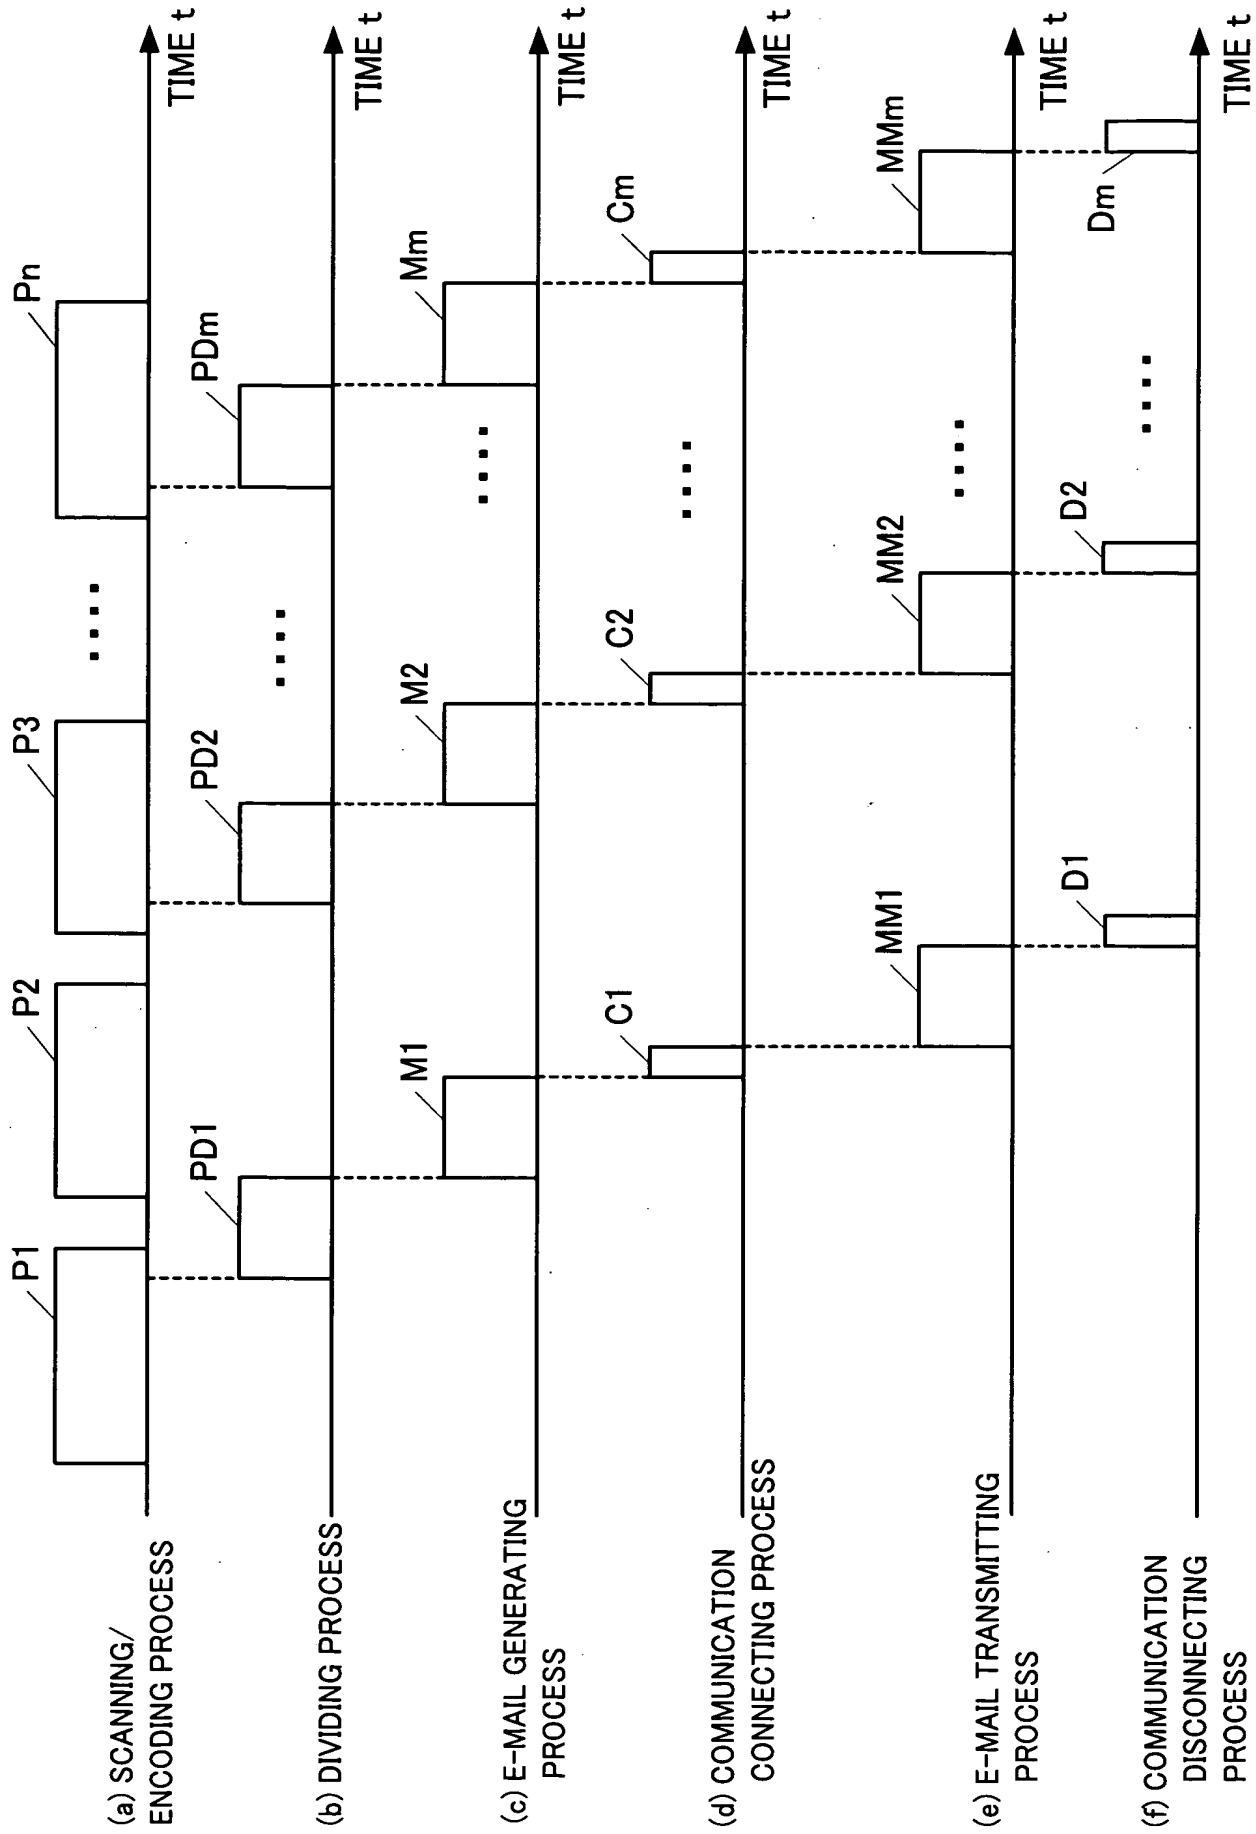 (a) SCANNING/
ENCODING PROCESS
P1
P2
P3
Pn
TIME t
(b) DIVIDING PROCESS
PD1
PD2
PDm
TIME t
(c) E-MAIL GENERATING
PROCESS
M1
M2
Mm
TIME t
(d) COMMUNICATION
CONNECTING PROCESS
C1
C2
Cm
TIME t
(e) E-MAIL TRANSMITTING
PROCESS
MM1
MM2
MMm
TIME t
(f) COMMUNICATION
DISCONNECTING
PROCESS
D1
D2
Dm
TIME t